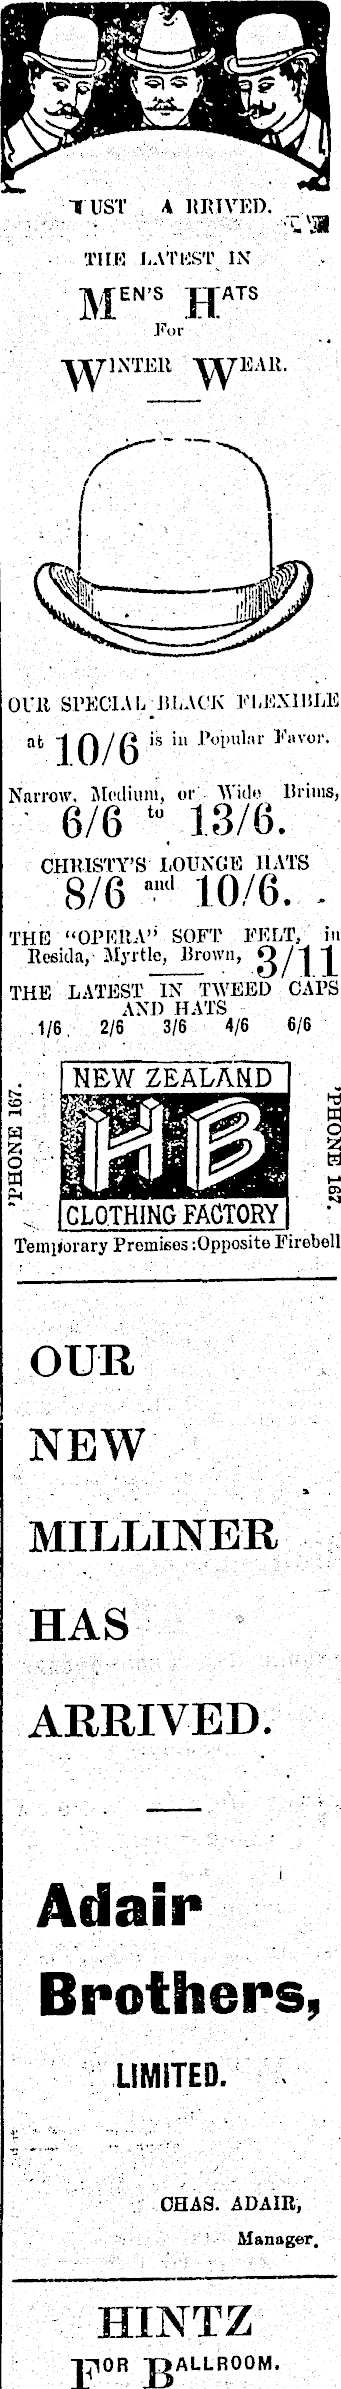 JUST ARRIVED.
THE LATEST IN
MEN'S HATS
For
WINTER WEAR.
OUR SPECIAL BLACK FLEXIBLE
at 10/6 is in Popular Favor.
Narrow, Medium, or Wide Brims,
6/6 to 13/6.
CHRISTY'S LOUNGE HATS
8/6 and 10/6.
THE "OPERA" SOFT FELT, in
Resida, Myrtle, Brown, 3/11
THE LATEST IN TWEED CAPS
AND HATS
1/6 2/6 3/6 4/6 6/6
'PHONE 167.
NEW ZEALAND
HB
CLOTHING FACTORY
'PHONE 167.
Temporary Premises :Opposite Firebell
OUR
NEW
MILLINER
HAS
ARRIVED.
Adair
Brothers,
LIMITED.
CHAS. ADAIR,
Manager.
HINTZ
FOR BALLROOM.